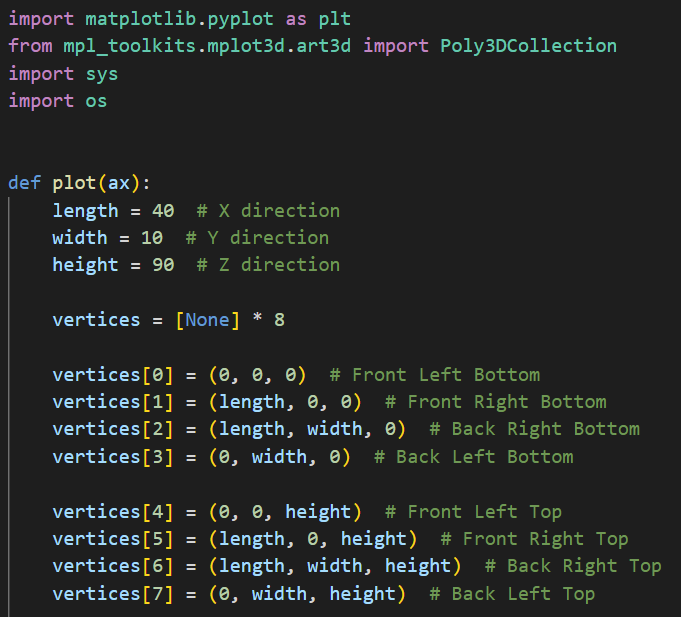 import matplotlib.pyplot as plt
from mpl_toolkits.mplot3d.art3d import Poly3DCollection
import sys
import os
def plot(ax):
    length = 40  # X direction
    width = 10  # Y direction
    height = 90  # Z direction
    vertices = [None] * 8
    vertices[0] = (0, 0, 0)  # Front Left Bottom
    vertices[1] = (length, 0, 0)  # Front Right Bottom
    vertices[2] = (length, width, 0)  # Back Right Bottom
    vertices[3] = (0, width, 0)  # Back Left Bottom
    vertices[4] = (0, 0, height)  # Front Left Top
    vertices[5] = (length, 0, height)  # Front Right Top
    vertices[6] = (length, width, height)  # Back Right Top
    vertices[7] = (0, width, height)  # Back Left Top